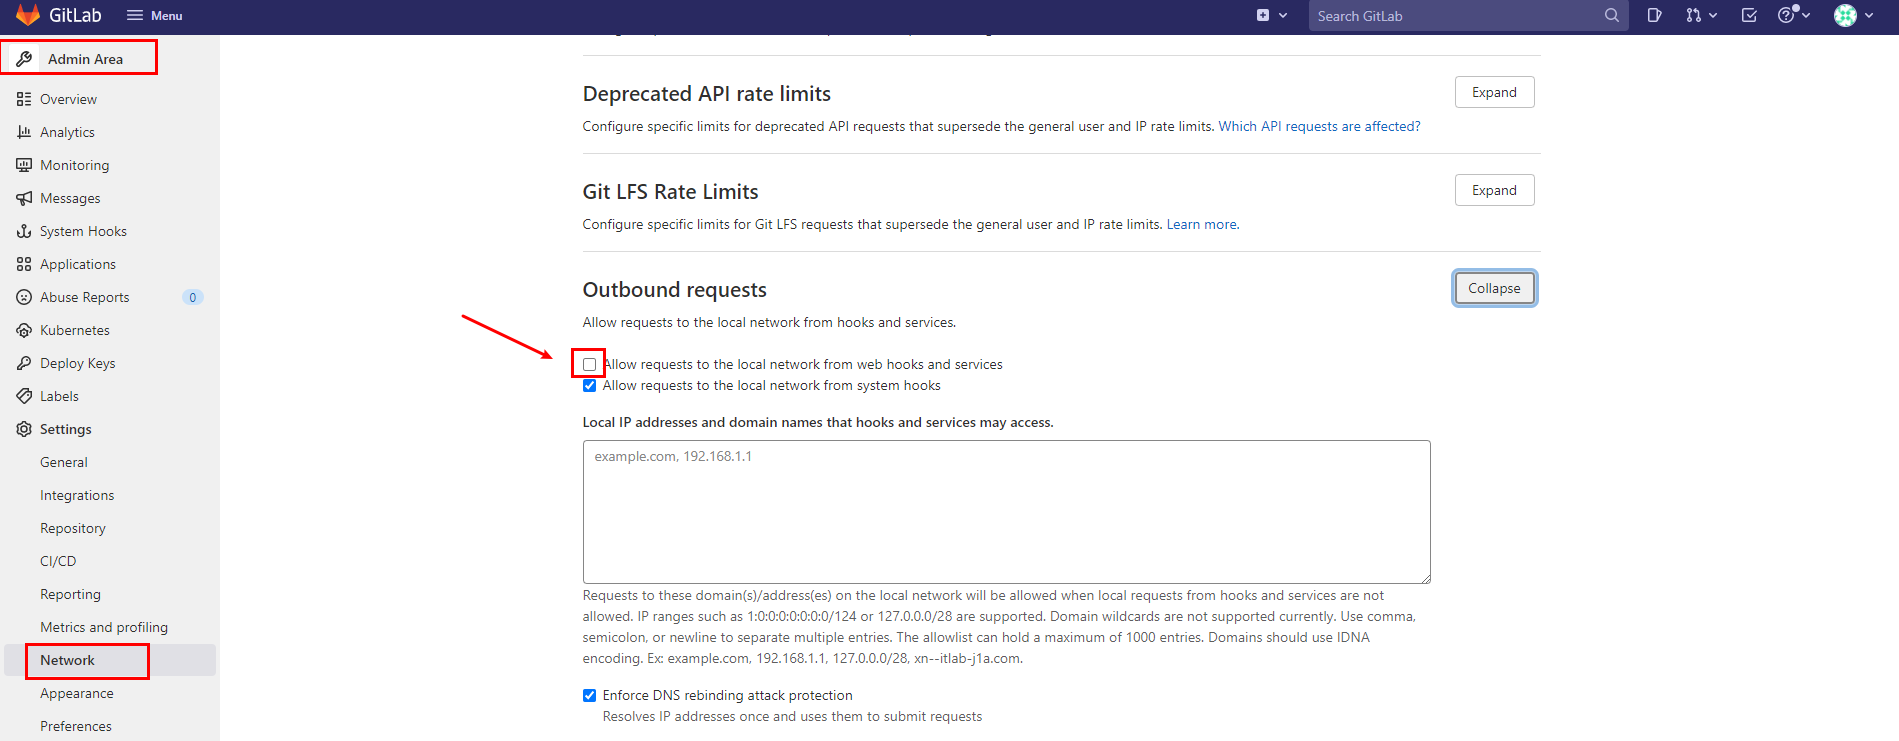 GitLab
Menu
Search GitLab
Admin Area
Overview
Analytics
Monitoring
Messages
System Hooks
Applications
Abuse Reports 0
Kubernetes
Deploy Keys
Labels
Settings
General
Integrations
Repository
CI/CD
Reporting
Metrics and profiling
Network
Appearance
Preferences
Deprecated API rate limits
Expand
Configure specific limits for deprecated API requests that supersede the general user and IP rate limits. Which API requests are affected?
Git LFS Rate Limits
Expand
Configure specific limits for Git LFS requests that supersede the general user and IP rate limits. Learn more.
Outbound requests
Collapse
Allow requests to the local network from hooks and services.
Allow requests to the local network from web hooks and services
Allow requests to the local network from system hooks
Local IP addresses and domain names that hooks and services may access.
example.com, 192.168.1.1
Requests to these domain(s)/address(es) on the local network will be allowed when local requests from hooks and services are not
allowed. IP ranges such as 1:0:0:0:0:0:0:0/124 or 127.0.0.0/28 are supported. Domain wildcards are not supported currently. Use comma,
semicolon, or newline to separate multiple entries. The allowlist can hold a maximum of 1000 entries. Domains should use IDNA
encoding. Ex: example.com, 192.168.1.1, 127.0.0.0/28, xn--itlab-j1a.com.
Enforce DNS rebinding attack protection
Resolves IP addresses once and uses them to submit requests